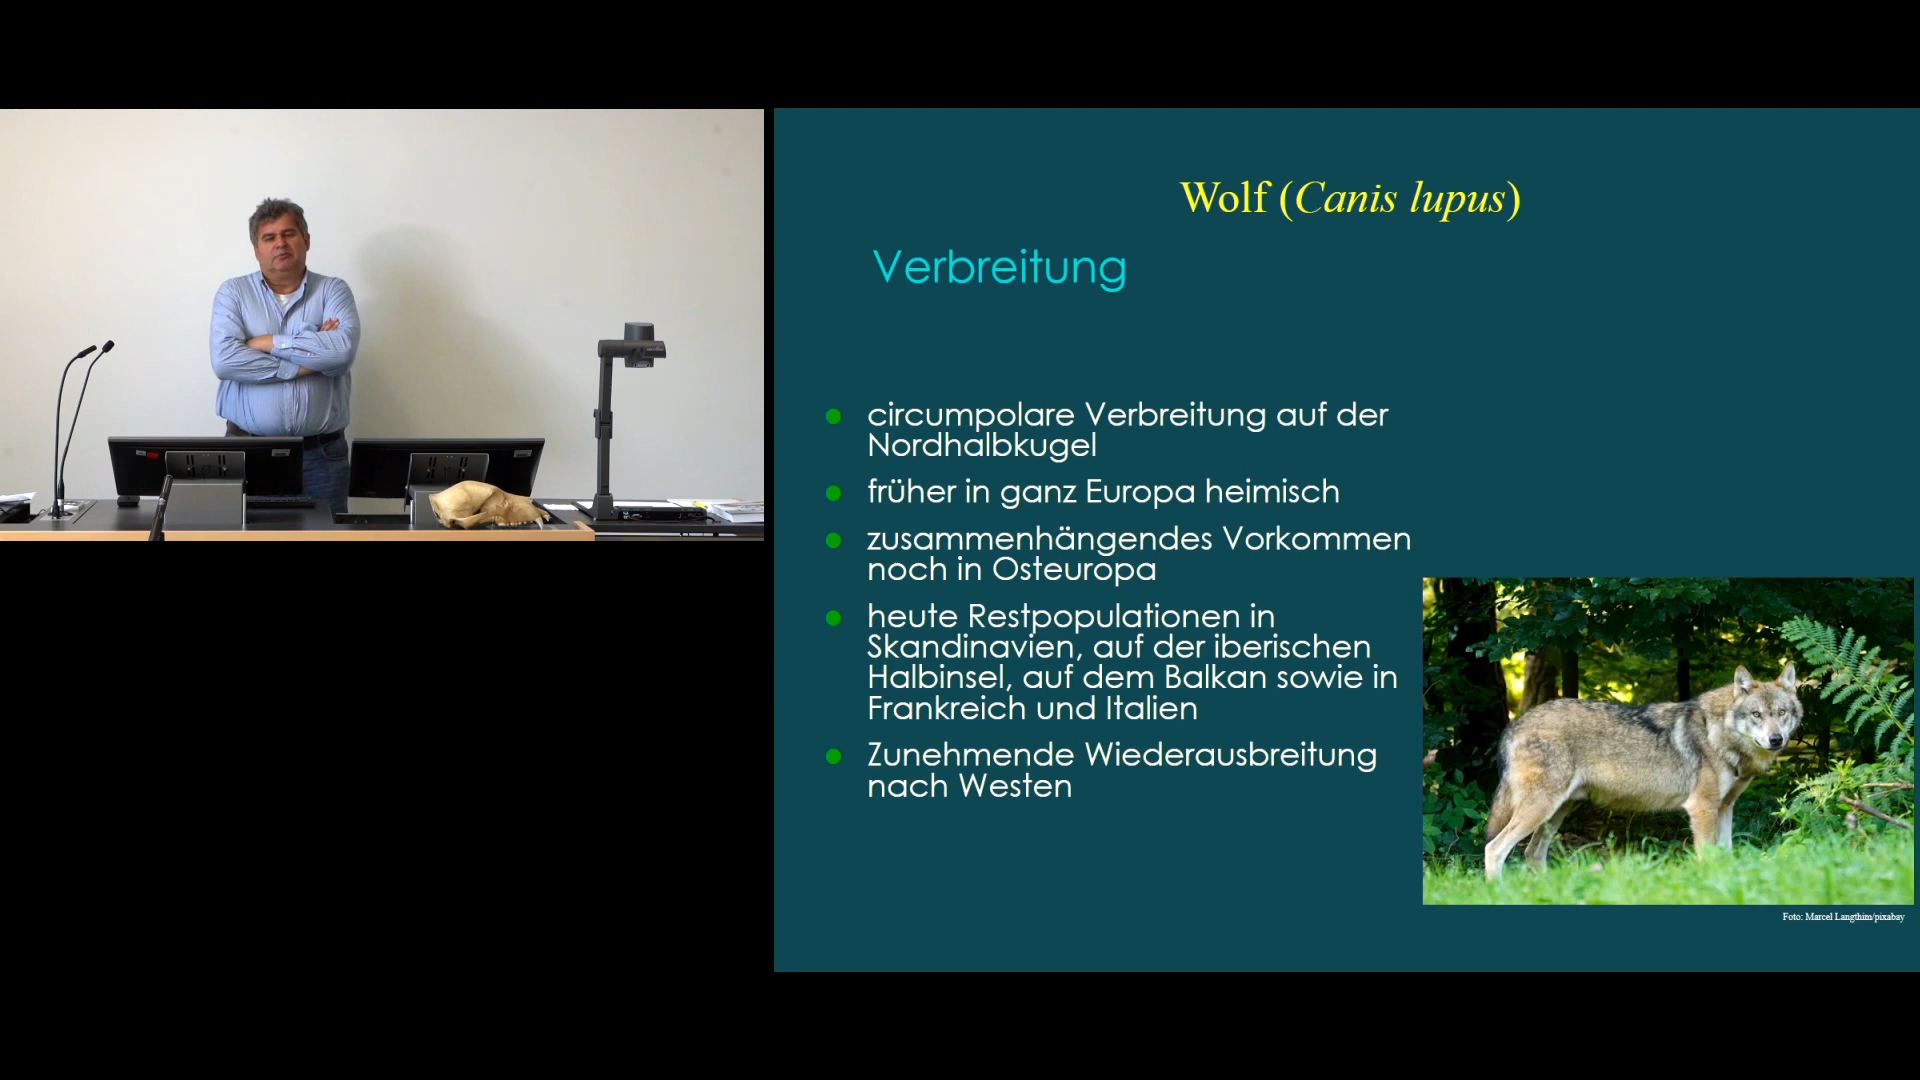 Wolf (Canis lupus)
Verbreitung
circumpolare Verbreitung auf der
Nordhalbkugel
früher in ganz Europa heimisch
zusammenhängendes Vorkommen
noch in Osteuropa
heute Restpopulationen in
Skandinavien, auf der iberischen
Halbinsel, auf dem Balkan sowie in
Frankreich und Italien
Zunehmende Wiederausbreitung
nach Westen
Foto: Marcel Langthim/pixabay